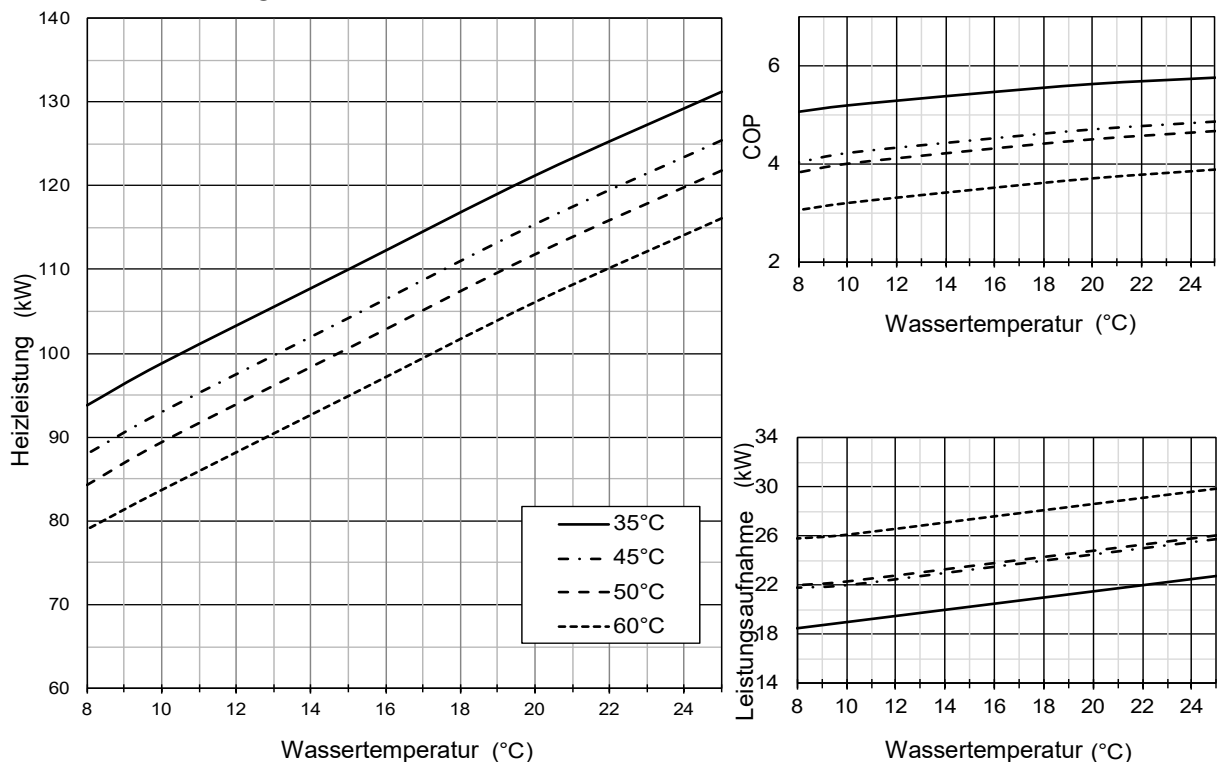 140
130
120
110
100
90
80
70
60
Heizleistung (kW)
8 10 12 14 16 18 20 22 24
Wassertemperatur (°C)
35°C
45°C
50°C
60°C
6
4
2
COP
8 10 12 14 16 18 20 22 24
Wassertemperatur (°C)
34
30
26
22
18
14
Leistungsaufnahme (kW)
8 10 12 14 16 18 20 22 24
Wassertemperatur (°C)